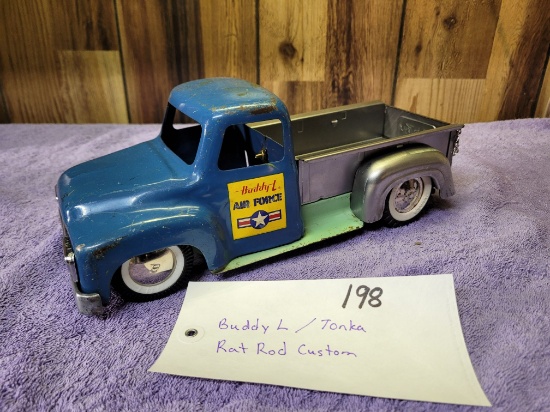 Buddy L
AIR FORCE
198
Buddy L / Tonka
Rat Rod Custom